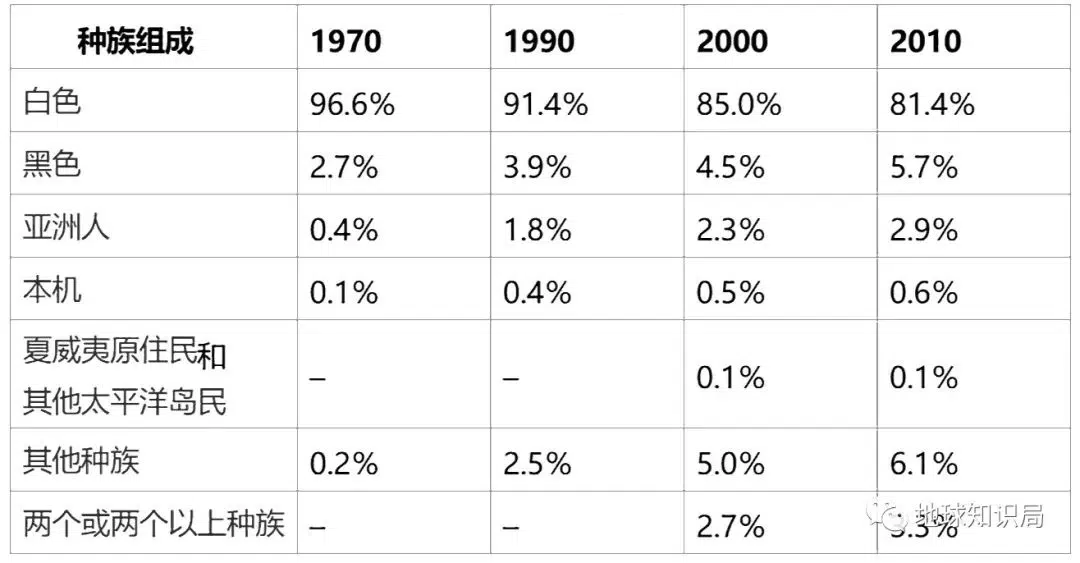 种族组成 1970 1990 2000 2010
白色 96.6% 91.4% 85.0% 81.4%
黑色 2.7% 3.9% 4.5% 5.7%
亚洲人 0.4% 1.8% 2.3% 2.9%
本机 0.1% 0.4% 0.5% 0.6%
夏威夷原住民和
其他太平洋岛民 – – 0.1% 0.1%
其他种族 0.2% 2.5% 5.0% 6.1%
两个或两个以上种族 – – 2.7%
地球知识局